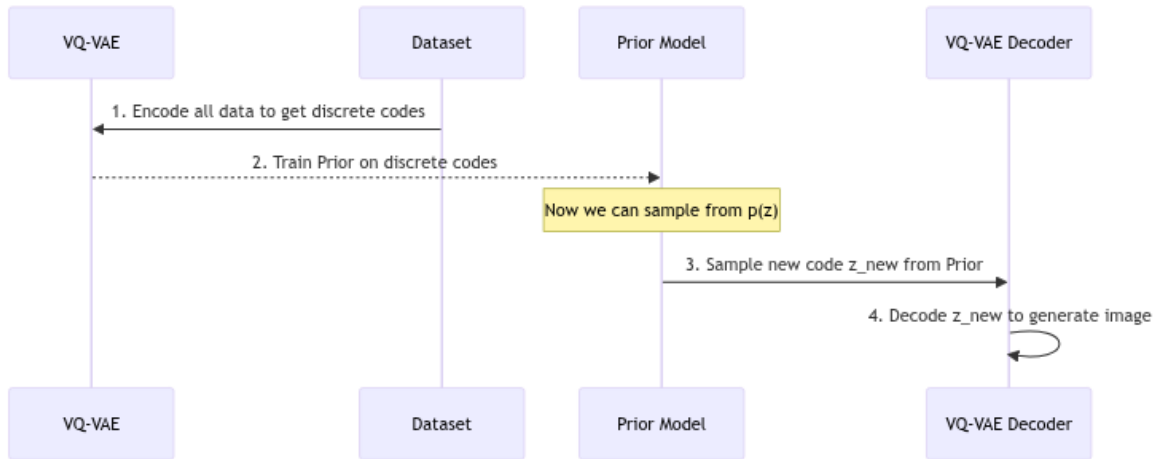 VQ-VAE
Dataset
Prior Model
VQ-VAE Decoder
1. Encode all data to get discrete codes
2. Train Prior on discrete codes
Now we can sample from p(z)
3. Sample new code z_new from Prior
4. Decode z_new to generate image
VQ-VAE
Dataset
Prior Model
VQ-VAE Decoder